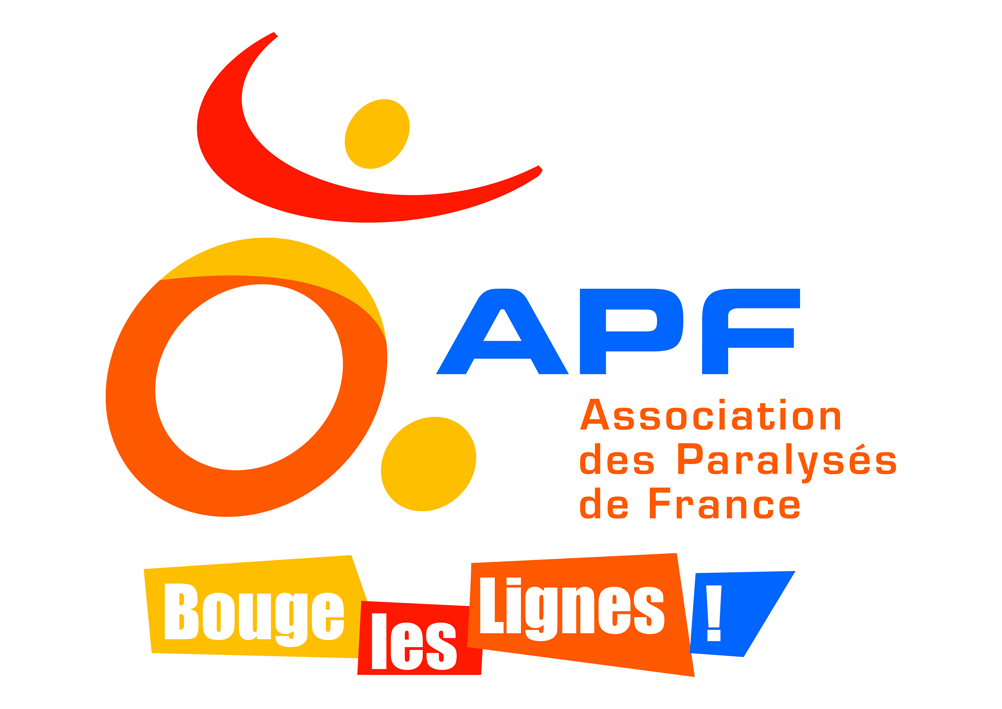 APF
Association
des Paralysés
de France
Bouge les Lignes !